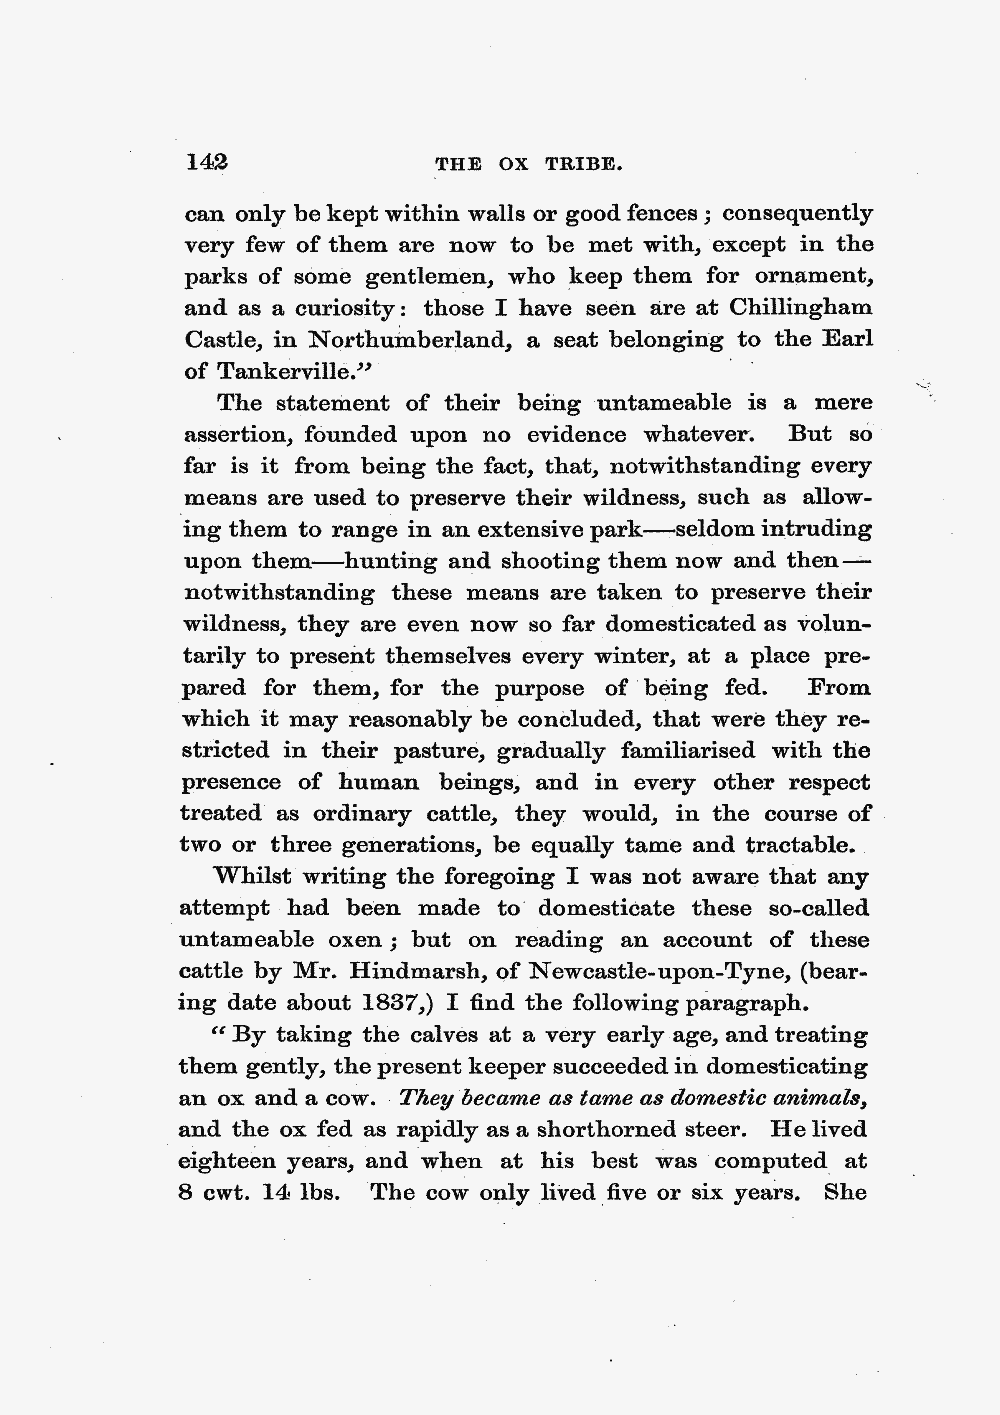 142 THE OX TRIBE.
can only be kept within walls or good fences ; consequently
very few of them are now to be met with, except in the
parks of some gentlemen, who keep them for ornament,
and as a curiosity : those I have seen are at Chillingham
Castle, in Northumberland, a seat belonging to the Earl
of Tankerville.”
The statement of their being untameable is a mere
assertion, founded upon no evidence whatever. But so
far is it from being the fact, that, notwithstanding every
means are used to preserve their wildness, such as allow-
ing them to range in an extensive park—seldom intruding
upon them—hunting and shooting them now and then—
notwithstanding these means are taken to preserve their
wildness, they are even now so far domesticated as volun-
tarily to present themselves every winter, at a place pre-
pared for them, for the purpose of being fed. From
which it may reasonably be concluded, that were they re-
stricted in their pasture, gradually familiarised with the
presence of human beings, and in every other respect
treated as ordinary cattle, they would, in the course of
two or three generations, be equally tame and tractable.
Whilst writing the foregoing I was not aware that any
attempt had been made to domesticate these so-called
untameable oxen ; but on reading an account of these
cattle by Mr. Hindmarsh, of Newcastle-upon-Tyne, (bear-
ing date about 1837,) I find the following paragraph.
“ By taking the calves at a very early age, and treating
them gently, the present keeper succeeded in domesticating
an ox and a cow. They became as tame as domestic animals,
and the ox fed as rapidly as a shorthorned steer. He lived
eighteen years, and when at his best was computed at
8 cwt. 14 lbs. The cow only lived five or six years. She